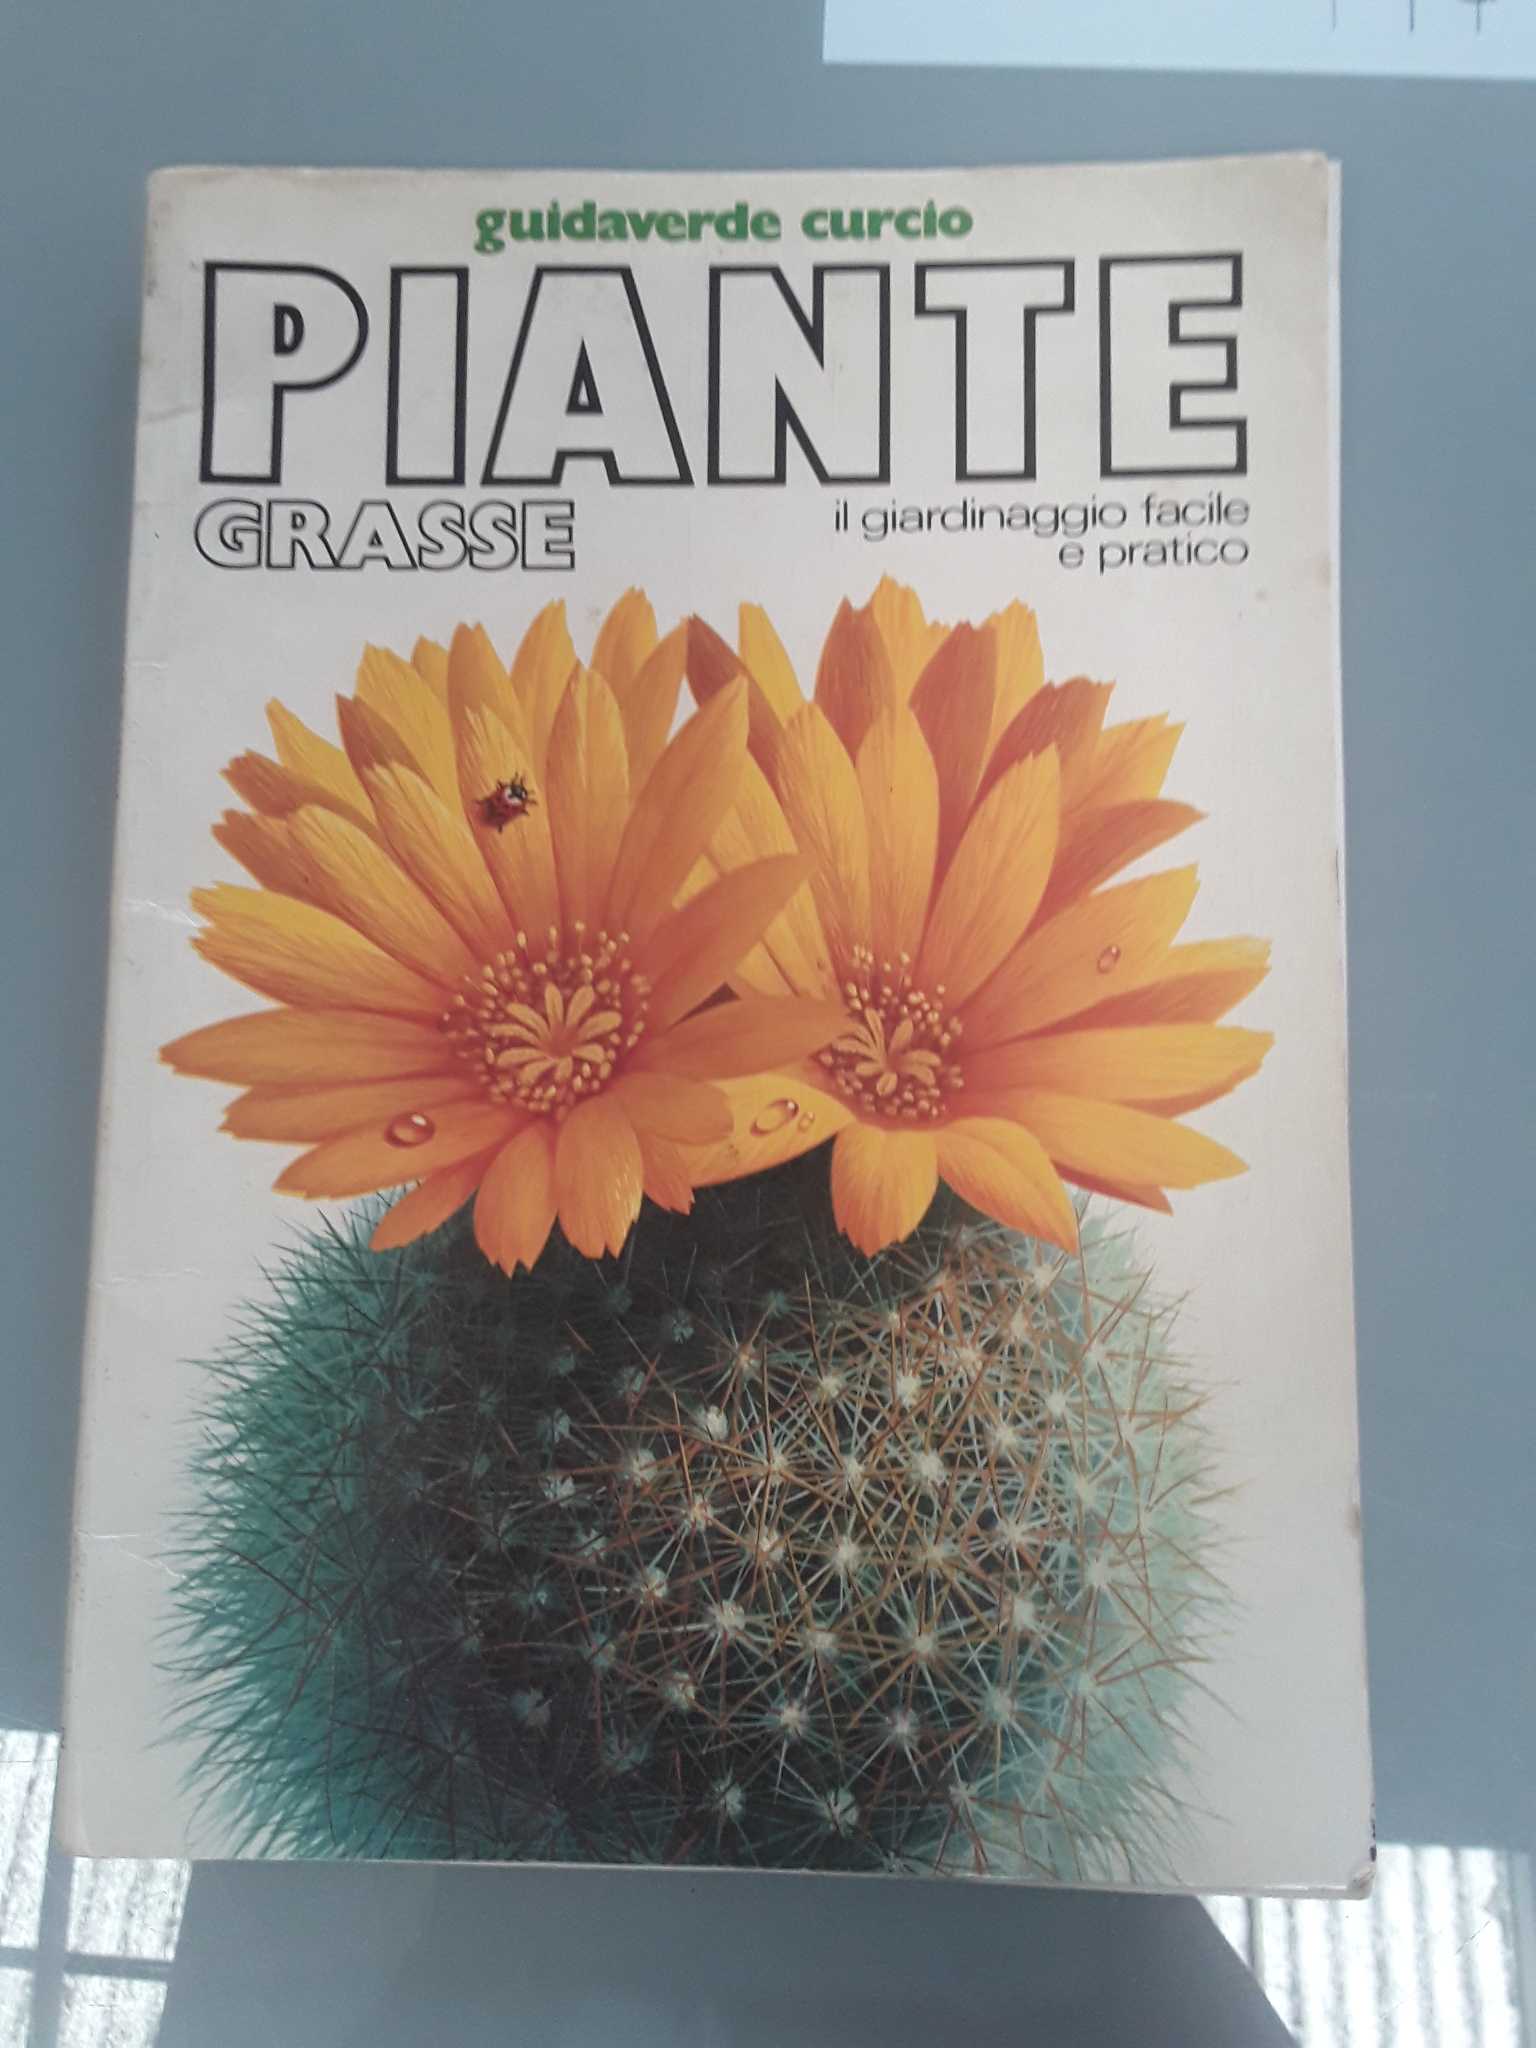 guidaverde curcio
PIANTE
GRASSE
il giardinaggio facile
e pratico